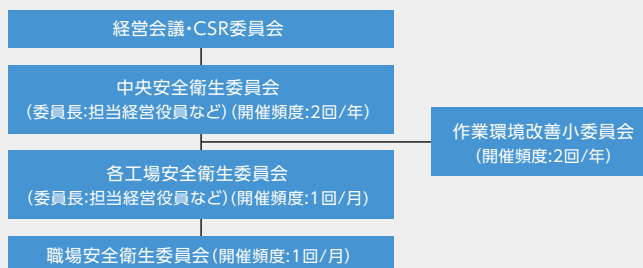 経営会議・CSR委員会
中央安全衛生委員会
(委員長:担当経営役員など)(開催頻度:2回/年)
作業環境改善小委員会
(開催頻度:2回/年)
各工場安全衛生委員会
(委員長:担当経営役員など)(開催頻度:1回/月)
職場安全衛生委員会(開催頻度:1回/月)